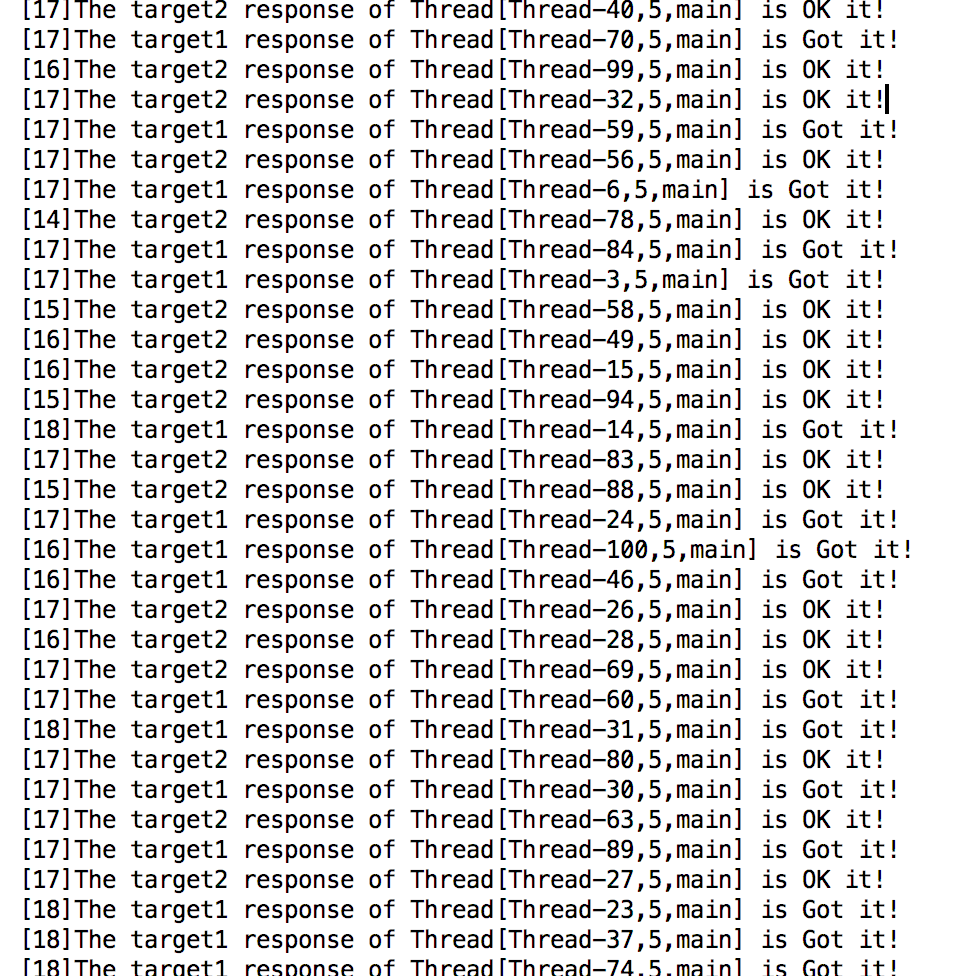 [17]The target2 response of Thread[Thread-40,5,main] is OK it!
[17]The target1 response of Thread[Thread-70,5,main] is Got it!
[16]The target2 response of Thread[Thread-99,5,main] is OK it!
[17]The target2 response of Thread[Thread-32,5,main] is OK it!
[17]The target1 response of Thread[Thread-59,5,main] is Got it!
[17]The target2 response of Thread[Thread-56,5,main] is OK it!
[17]The target1 response of Thread[Thread-6,5,main] is Got it!
[14]The target2 response of Thread[Thread-78,5,main] is OK it!
[17]The target1 response of Thread[Thread-84,5,main] is Got it!
[17]The target1 response of Thread[Thread-3,5,main] is Got it!
[15]The target2 response of Thread[Thread-58,5,main] is OK it!
[16]The target2 response of Thread[Thread-49,5,main] is OK it!
[16]The target2 response of Thread[Thread-15,5,main] is OK it!
[15]The target2 response of Thread[Thread-94,5,main] is OK it!
[18]The target1 response of Thread[Thread-14,5,main] is Got it!
[17]The target2 response of Thread[Thread-83,5,main] is OK it!
[15]The target2 response of Thread[Thread-88,5,main] is OK it!
[17]The target1 response of Thread[Thread-24,5,main] is Got it!
[16]The target1 response of Thread[Thread-100,5,main] is Got it!
[16]The target1 response of Thread[Thread-46,5,main] is Got it!
[17]The target2 response of Thread[Thread-26,5,main] is OK it!
[16]The target2 response of Thread[Thread-28,5,main] is OK it!
[17]The target2 response of Thread[Thread-69,5,main] is OK it!
[17]The target1 response of Thread[Thread-60,5,main] is Got it!
[18]The target1 response of Thread[Thread-31,5,main] is Got it!
[17]The target2 response of Thread[Thread-80,5,main] is OK it!
[17]The target1 response of Thread[Thread-30,5,main] is Got it!
[17]The target2 response of Thread[Thread-63,5,main] is OK it!
[17]The target1 response of Thread[Thread-89,5,main] is Got it!
[17]The target2 response of Thread[Thread-27,5,main] is OK it!
[18]The target1 response of Thread[Thread-23,5,main] is Got it!
[18]The target1 response of Thread[Thread-37,5,main] is Got it!
[18]The target1 response of Thread[Thread-74,5,main] is Got it!